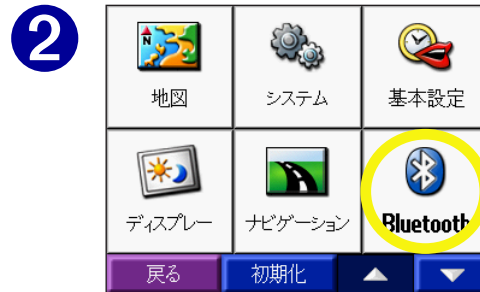 2
N
地図 システム 基本設定
ディスプレー ナビゲーション Bluetooth
戻る 初期化